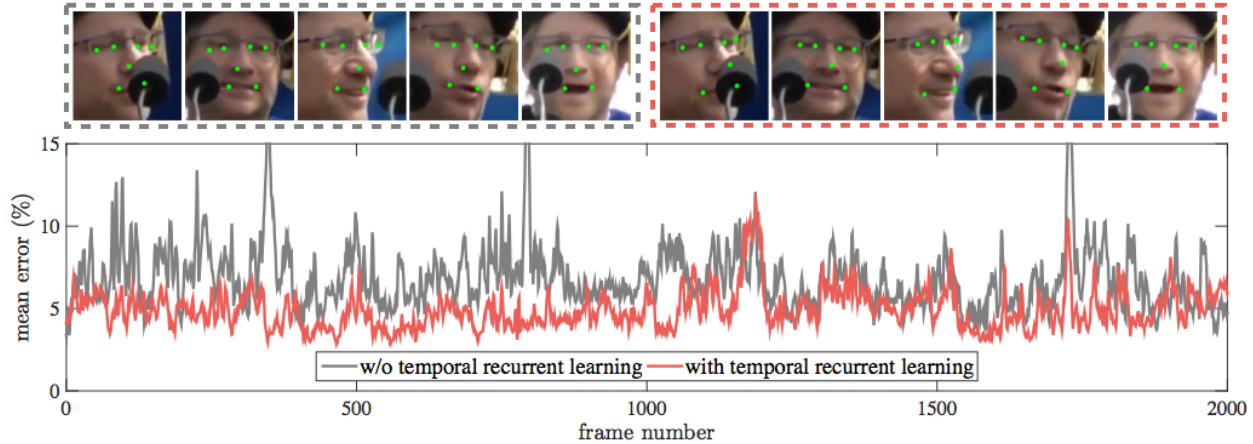 15
10
5
0
mean error (%)
w/o temporal recurrent learning
with temporal recurrent learning
0
500
1000
1500
2000
frame number